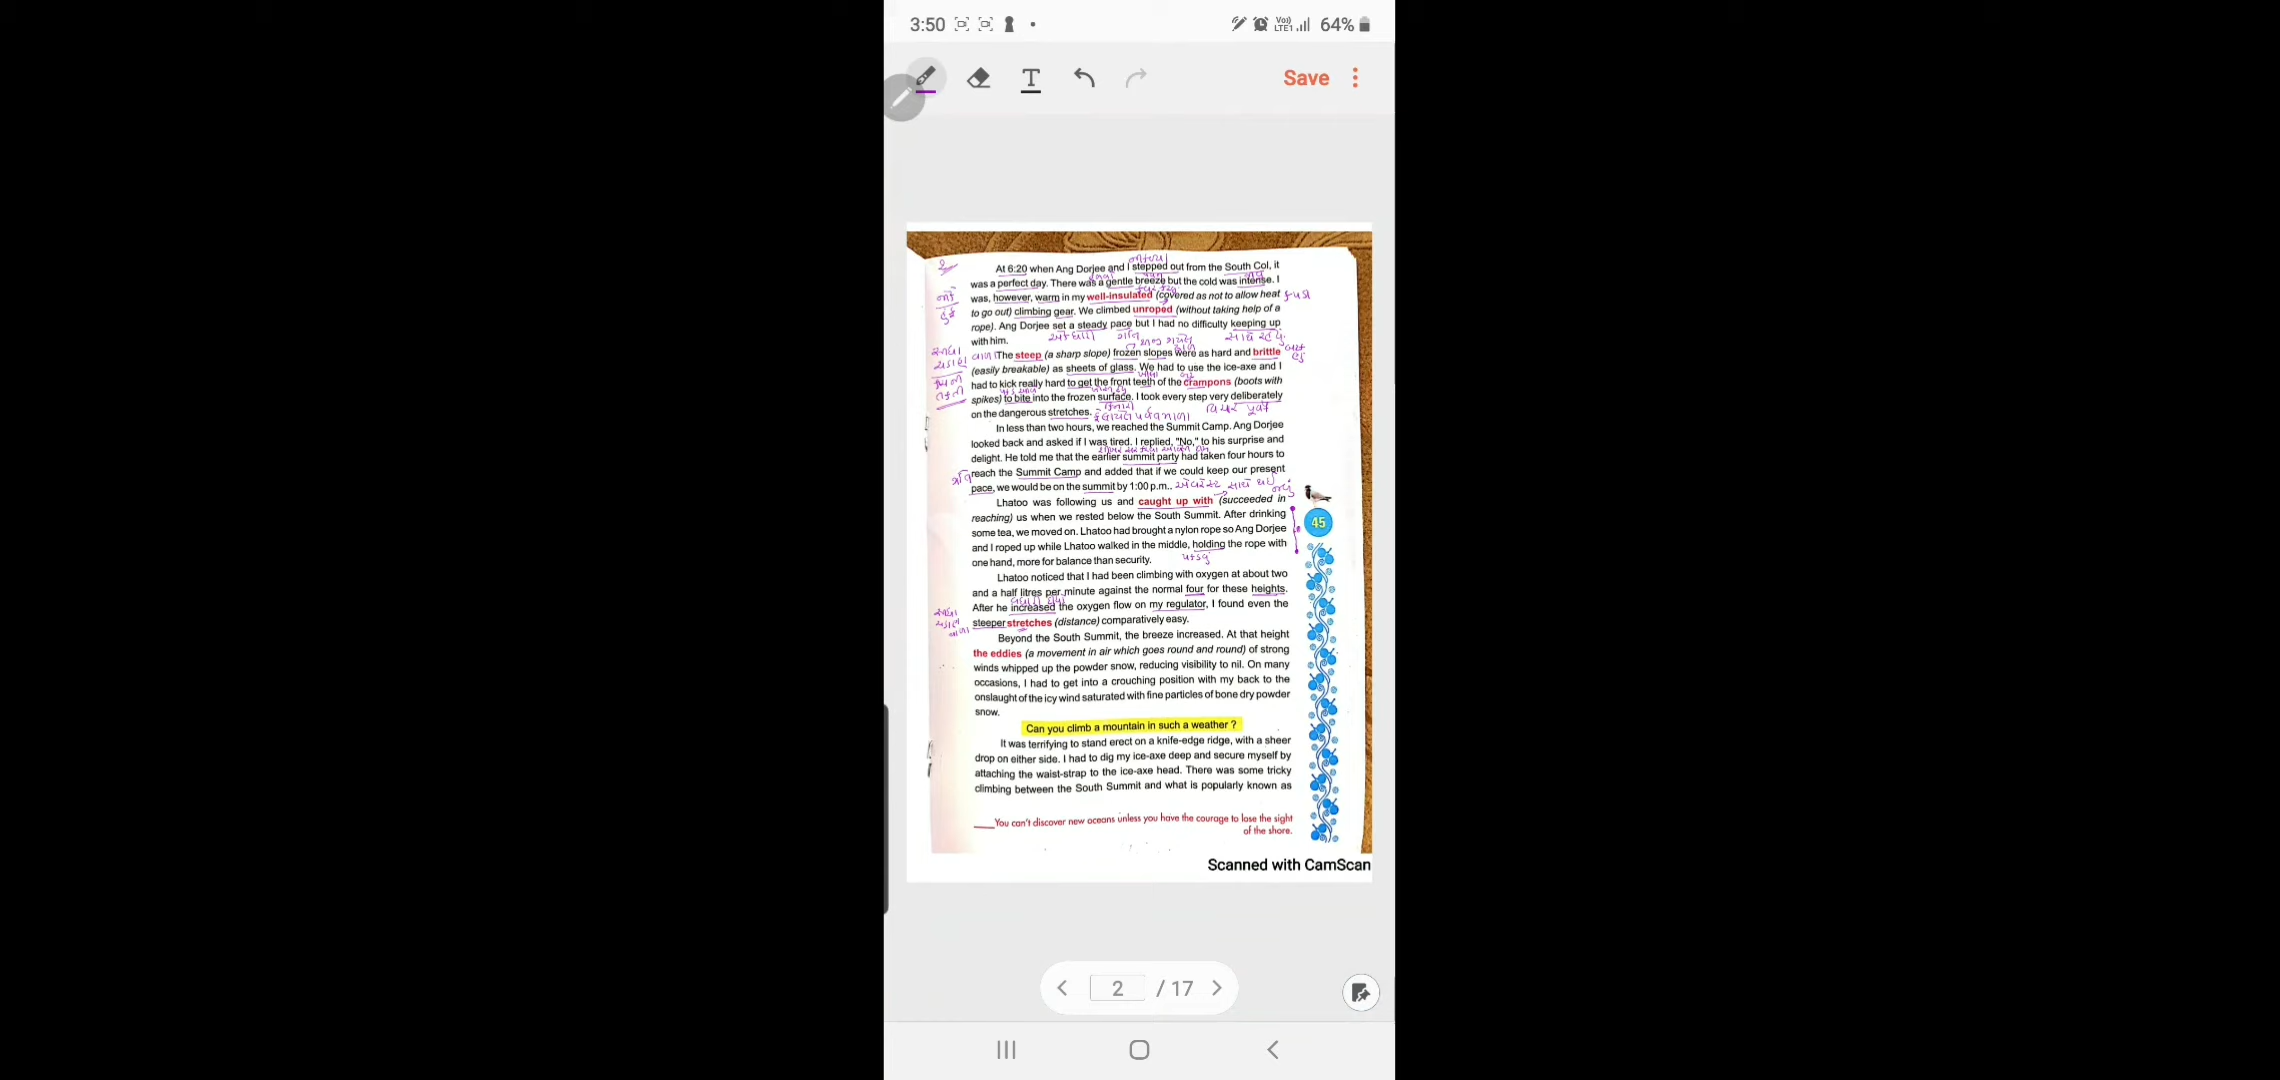 3:50
Vo))
LTE1
64%
T
Save
At 6:20 when Ang Dorjee and I stepped out from the South Col, it
was a perfect day. There was a gentle breeze but the cold was intense. I
was, however, warm in my well-insulated (covered as not to allow heat
to go out) climbing gear. We climbed unroped (without taking help of a
rope). Ang Dorjee set a steady pace but I had no difficulty keeping up
with him.
The steep (a sharp slope) frozen slopes were as hard and brittle
(easily breakable) as sheets of glass. We had to use the ice-axe and I
had to kick really hard to get the front teeth of the crampons (boots with
spikes) to bite into the frozen surface. I took every step very deliberately
on the dangerous stretches.
In less than two hours, we reached the Summit Camp. Ang Dorjee
looked back and asked if I was tired. I replied, "No," to his surprise and
delight. He told me that the earlier summit party had taken four hours to
reach the Summit Camp and added that if we could keep our present
pace, we would be on the summit by 1:00 p.m..
Lhatoo was following us and caught up with (succeeded in
reaching) us when we rested below the South Summit. After drinking
some tea, we moved on. Lhatoo had brought a nylon rope so Ang Dorjee
and I roped up while Lhatoo walked in the middle, holding the rope with
one hand, more for balance than security.
45
Lhatoo noticed that I had been climbing with oxygen at about two
and a half litres per minute against the normal four for these heights.
After he increased the oxygen flow on my regulator, I found even the
steeper stretches (distance) comparatively easy.
Beyond the South Summit, the breeze increased. At that height
the eddies (a movement in air which goes round and round) of strong
winds whipped up the powder snow, reducing visibility to nil. On many
occasions, I had to get into a crouching position with my back to the
onslaught of the icy wind saturated with fine particles of bone dry powder
snow.
Can you climb a mountain in such a weather ?
It was terrifying to stand erect on a knife-edge ridge, with a sheer
drop on either side. I had to dig my ice-axe deep and secure myself by
attaching the waist-strap to the ice-axe head. There was some tricky
climbing between the South Summit and what is popularly known as
You can't discover new oceans unless you have the courage to lose the sight
of the shore.
Scanned with CamScan
2 / 17